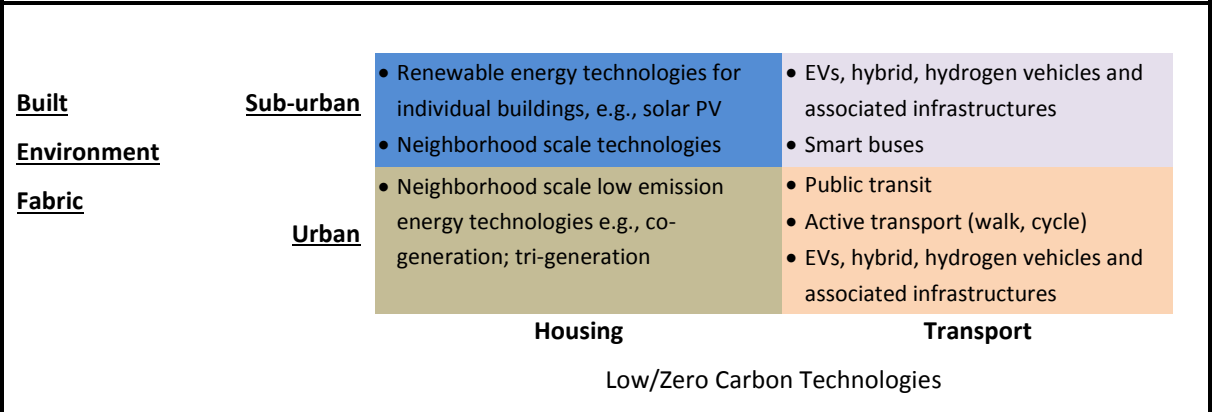 Built
Environment
Fabric
Sub-urban
• Renewable energy technologies for
individual buildings, e.g., solar PV
• Neighborhood scale technologies
• EVs, hybrid, hydrogen vehicles and
associated infrastructures
• Smart buses
Urban
• Neighborhood scale low emission
energy technologies e.g., co-
generation; tri-generation
• Public transit
• Active transport (walk, cycle)
• EVs, hybrid, hydrogen vehicles and
associated infrastructures
Housing
Transport
Low/Zero Carbon Technologies